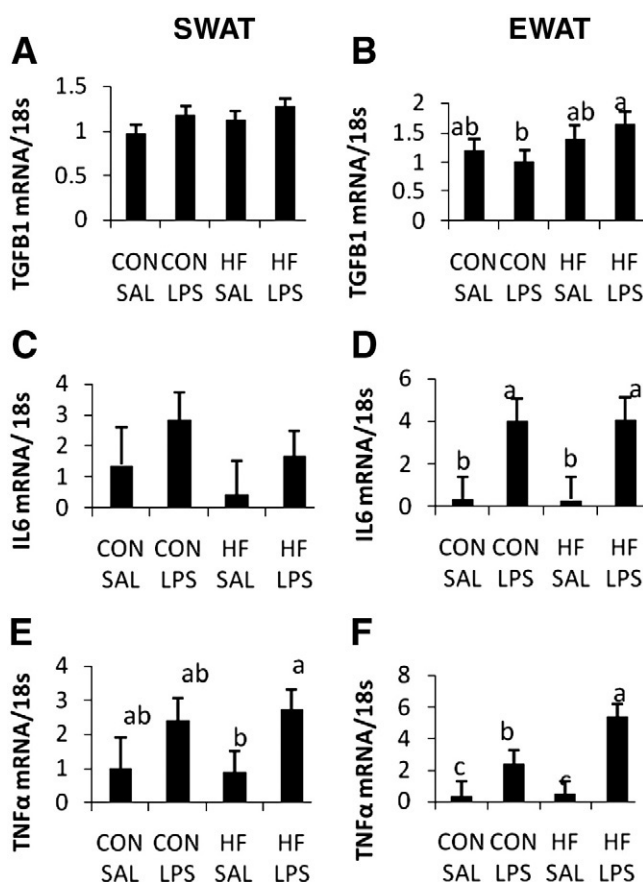 SWAT EWAT
A
TGFB1 mRNA/18s
1.5
1
0.5
0
CON CON HF HF
SAL LPS SAL LPS
B
TGFB1 mRNA/18s
2
1.5
1
0.5
0
ab b ab a
CON CON HF HF
SAL LPS SAL LPS
C
IL6 mRNA/ 18s
4
3
2
1
0
CON CON HF HF
SAL LPS SAL LPS
D
IL6 mRNA/18s
6
4
2
0
b a b a
CON CON HF HF
SAL LPS SAL LPS
E
TNFα mRNA/18s
4
3
2
1
0
ab ab b a
CON CON HF HF
SAL LPS SAL LPS
F
TNFα mRNA/18s
8
6
4
2
0
c b c a
CON CON HF HF
SAL LPS SAL LPS